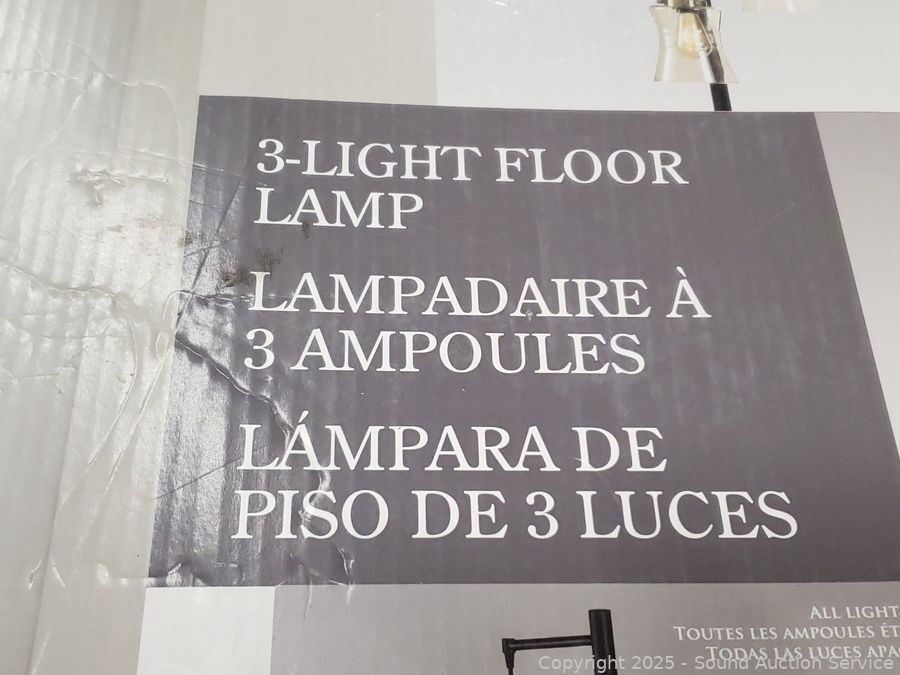 3-LIGHT FLOOR
LAMP
LAMPADAIRE À
3 AMPOULES
LÁMPARA DE
PISO DE 3 LUCES
ALL LIGHT
TOUTES LES AMPOULES
TODAS LAS LUCES
Copyright 2025 - Sound Auction Service